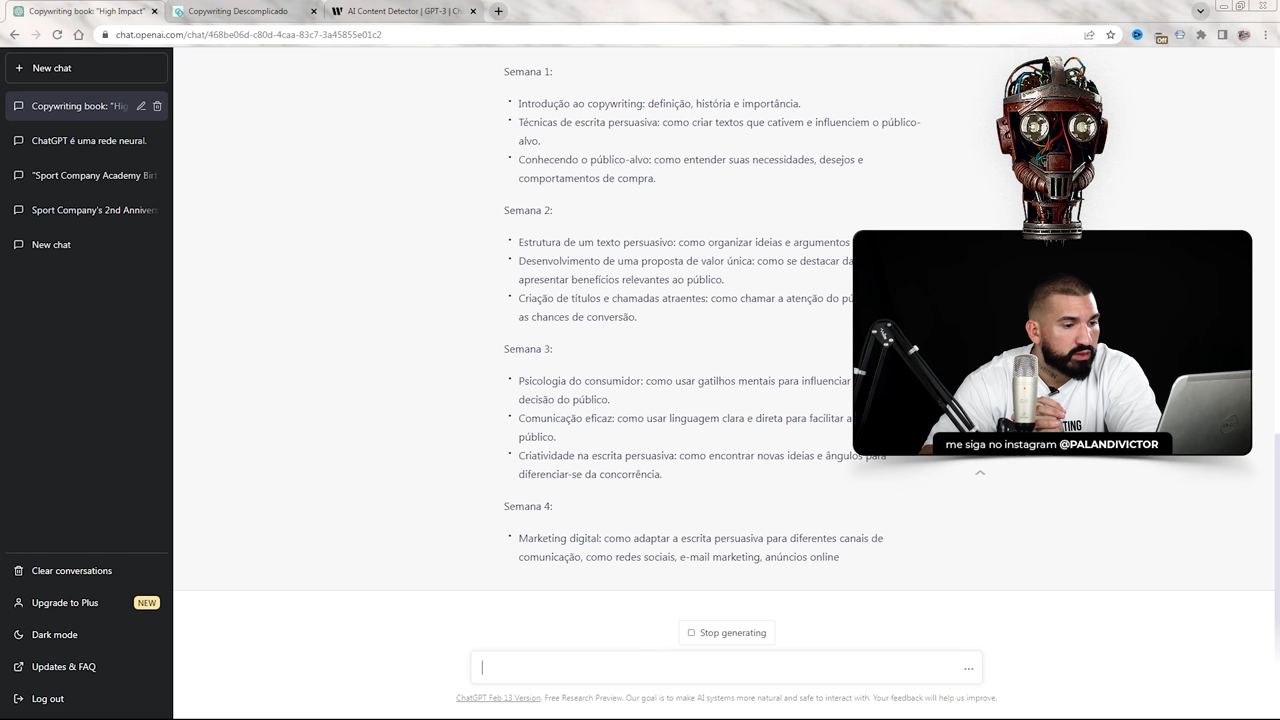 Copywriting book "High Impact"
Copywriting Descomplicado
AI Content Detector | GPT-3 | Ch
chat.openai.com/chat/468be06d-c80d-4caa-83c7-3a45855e01c2
Off
New chat
Copywriting book: "Hig
ChatGPT é uma rede neural.
"Sport Company Academy Birt
Sport Company's 2nd Annivers
New chat
Clear conversations
Upgrade to Plus
NEW
Dark mode
Updates & FAQ
Log out
Semana 1:
• Introdução ao copywriting: definição, história e importância.
• Técnicas de escrita persuasiva: como criar textos que cativem e influenciem o público-
alvo.
• Conhecendo o público-alvo: como entender suas necessidades, desejos e
comportamentos de compra.
Semana 2:
• Estrutura de um texto persuasivo: como organizar ideias e argumentos
• Desenvolvimento de uma proposta de valor única: como se destacar da
apresentar benefícios relevantes ao público.
• Criação de títulos e chamadas atraentes: como chamar a atenção do pú
as chances de conversão.
Semana 3:
• Psicologia do consumidor: como usar gatilhos mentais para influenciar
decisão do público.
• Comunicação eficaz: como usar linguagem clara e direta para facilitar a
público.
• Criatividade na escrita persuasiva: como encontrar novas ideias e ângulos para
diferenciar-se da concorrência.
Semana 4:
• Marketing digital: como adaptar a escrita persuasiva para diferentes canais de
comunicação, como redes sociais, e-mail marketing, anúncios online
TING
me siga no instagram @PALANDIVICTOR
Stop generating
ChatGPT Feb 13 Version. Free Research Preview. Our goal is to make AI systems more natural and safe to interact with. Your feedback will help us improve.